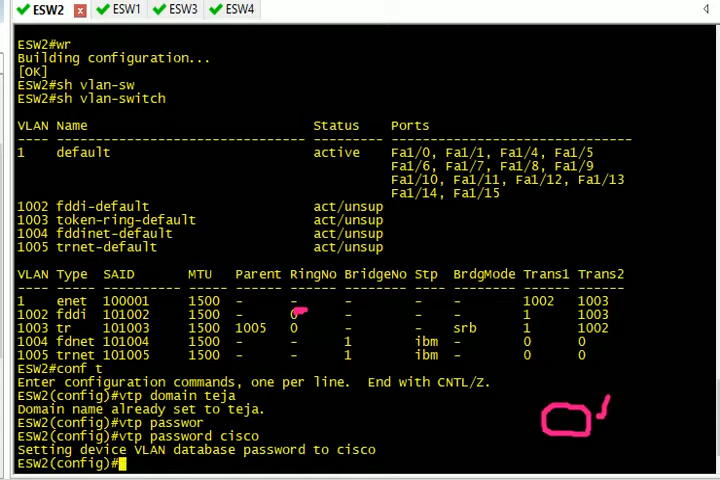 ESW2 x ESW1 ESW3 ESW4
ESW2#wr
Building configuration...
[OK]
ESW2#sh vlan-sw
ESW2#sh vlan-switch
VLAN Name Status Ports
---- -------------------------------- --------- -------------------------------
1 default active Fa1/0, Fa1/1, Fa1/4, Fa1/5
Fa1/6, Fa1/7, Fa1/8, Fa1/9
Fa1/10, Fa1/11, Fa1/12, Fa1/13
Fa1/14, Fa1/15
1002 fddi-default act/unsup
1003 token-ring-default act/unsup
1004 fddinet-default act/unsup
1005 trnet-default act/unsup
VLAN Type SAID MTU Parent RingNo BridgeNo Stp BrdgMode Trans1 Trans2
---- ----- ---------- ----- ------ ------ -------- ---- -------- ------ ------
1 enet 100001 1500 - - - - - 1002 1003
1002 fddi 101002 1500 - 0 - - - 1 1003
1003 tr 101003 1500 1005 0 - - srb 1 1002
1004 fdnet 101004 1500 - - 1 ibm - 0 0
1005 trnet 101005 1500 - - 1 ibm - 0 0
ESW2#conf t
Enter configuration commands, one per line. End with CNTL/Z.
ESW2(config)#vtp domain teja
Domain name already set to teja.
ESW2(config)#vtp passwor
ESW2(config)#vtp password cisco
Setting device VLAN database password to cisco
ESW2(config)#